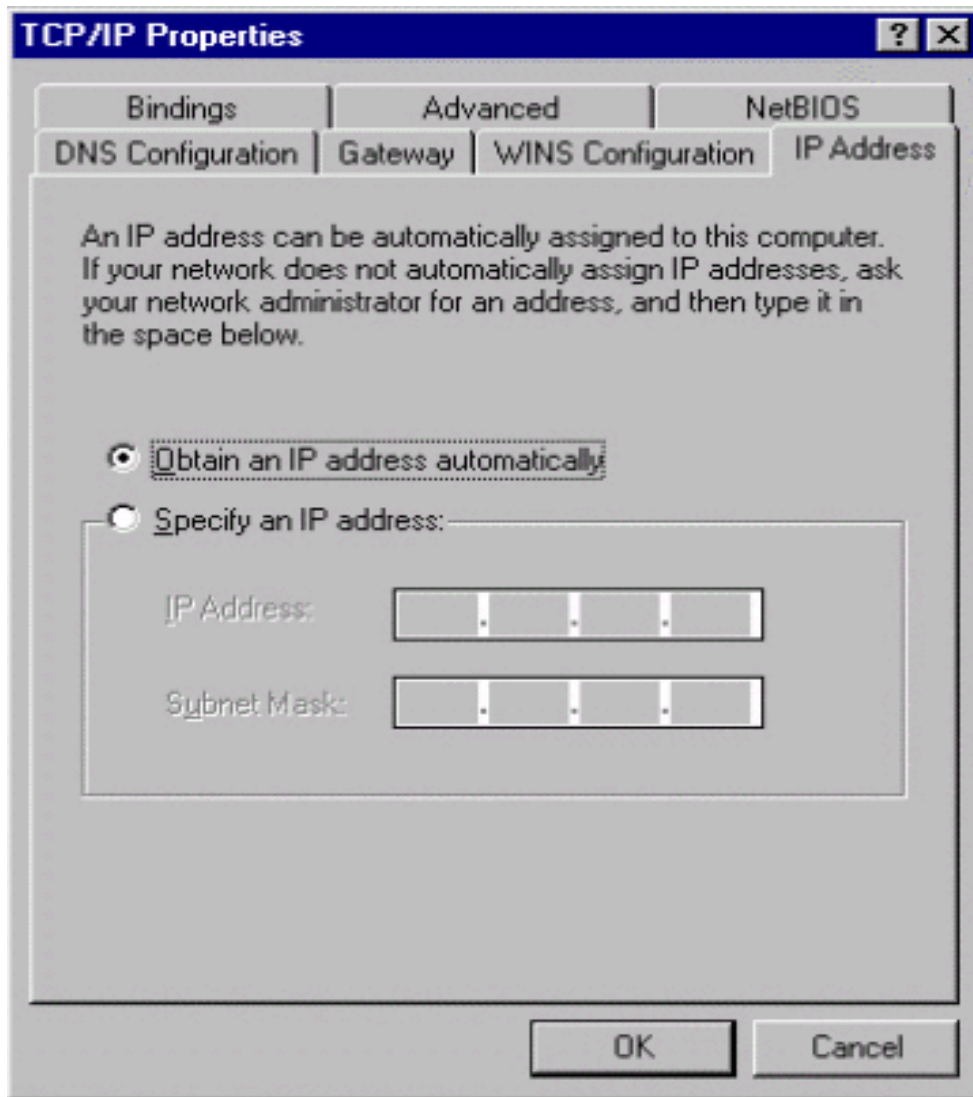 TCP/IP Properties
Bindings
Advanced
NetBIOS
DNS Configuration
Gateway
WINS Configuration
IP Address
An IP address can be automatically assigned to this computer.
If your network does not automatically assign IP addresses, ask
your network administrator for an address, and then type it in
the space below.
Obtain an IP address automatically
Specify an IP address:
IP Address:
. . .
Subnet Mask:
. . .
OK
Cancel